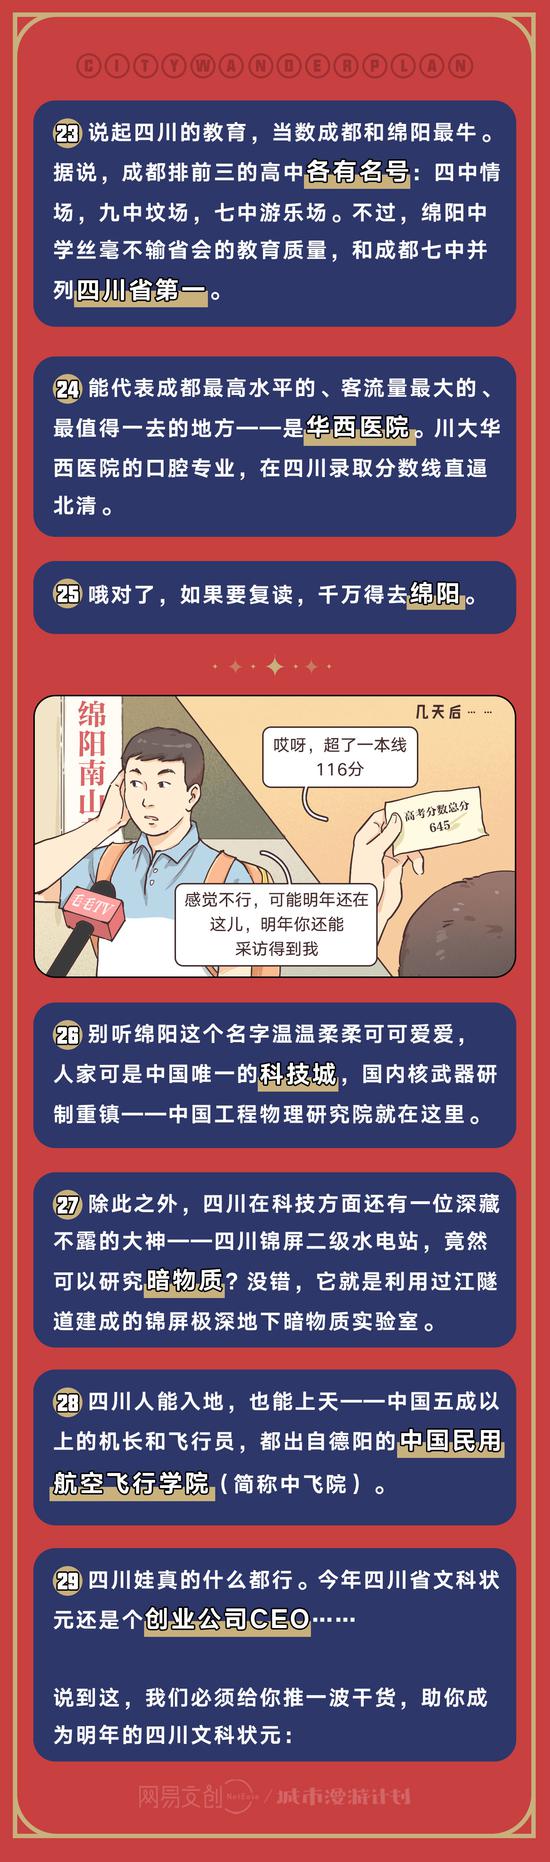 CITYWANDERPLAN
23 说起四川的教育，当数成都和绵阳最牛。
据说，成都排前三的高中各有名号：四中情
场，九中坟场，七中游乐场。不过，绵阳中
学丝毫不输省会的教育质量，和成都七中并
列四川省第一。
24 能代表成都最高水平的、客流量最大的、
最值得一去的地方——是华西医院。川大华
西医院的口腔专业，在四川录取分数线直逼
北清。
25 哦对了，如果要复读，千万得去绵阳。
绵阳南山
几天后……
哎呀，超了一本线
116分
高考分数总分
645
毛毛TV
感觉不行，可能明年还在
这儿，明年你还能
采访得到我
26 别听绵阳这个名字温温柔柔可可爱爱，
人家可是中国唯一的科技城，国内核武器研
制重镇——中国工程物理研究院就在这里。
27 除此之外，四川在科技方面还有一位深藏
不露的大神——四川锦屏二级水电站，竟然
可以研究暗物质？没错，它就是利用过江隧
道建成的锦屏极深地下暗物质实验室。
28 四川人能入地，也能上天——中国五成以
上的机长和飞行员，都出自德阳的中国民用
航空飞行学院（简称中飞院）。
29 四川娃真的什么都行。今年四川省文科状
元还是个创业公司CEO……
说到这，我们必须给你推一波干货，助你成
为明年的四川文科状元：
网易文创 NetEase / 城市漫游计划